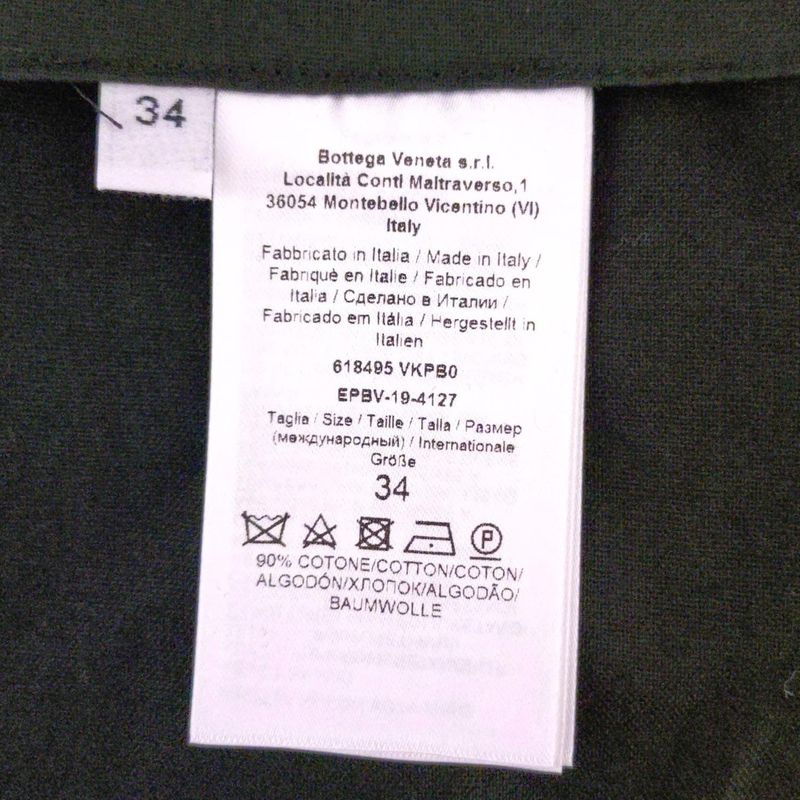 34
Bottega Veneta s.r.l.
Località Conti Maltraverso,1
36054 Montebello Vicentino (VI)
Italy
Fabbricato in Italia / Made in Italy /
Fabriquè en Italie / Fabricado en
Italia / Сделано в Италии /
Fabricado em Itália / Hergestellt in
Italien
618495 VKPB0
EPBV-19-4127
Taglia / Size / Taille / Talla / Размер
(международный) / Internationale
Größe
34
P
90% COTONE/COTTON/COTON/
ALGODÓN/ХЛОПОК/ALGODÃO/
BAUMWOLLE